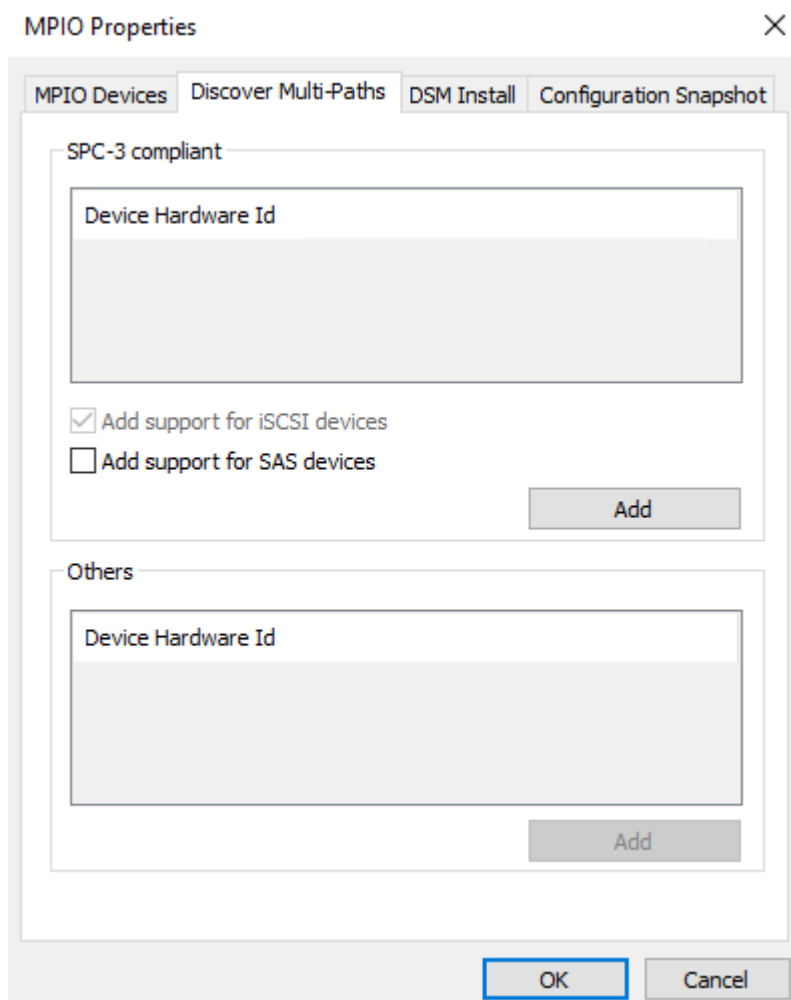 MPIO Properties
MPIO Devices Discover Multi-Paths DSM Install Configuration Snapshot
SPC-3 compliant
Device Hardware Id
Add support for iSCSI devices
Add support for SAS devices
Add
Others
Device Hardware Id
Add
OK Cancel